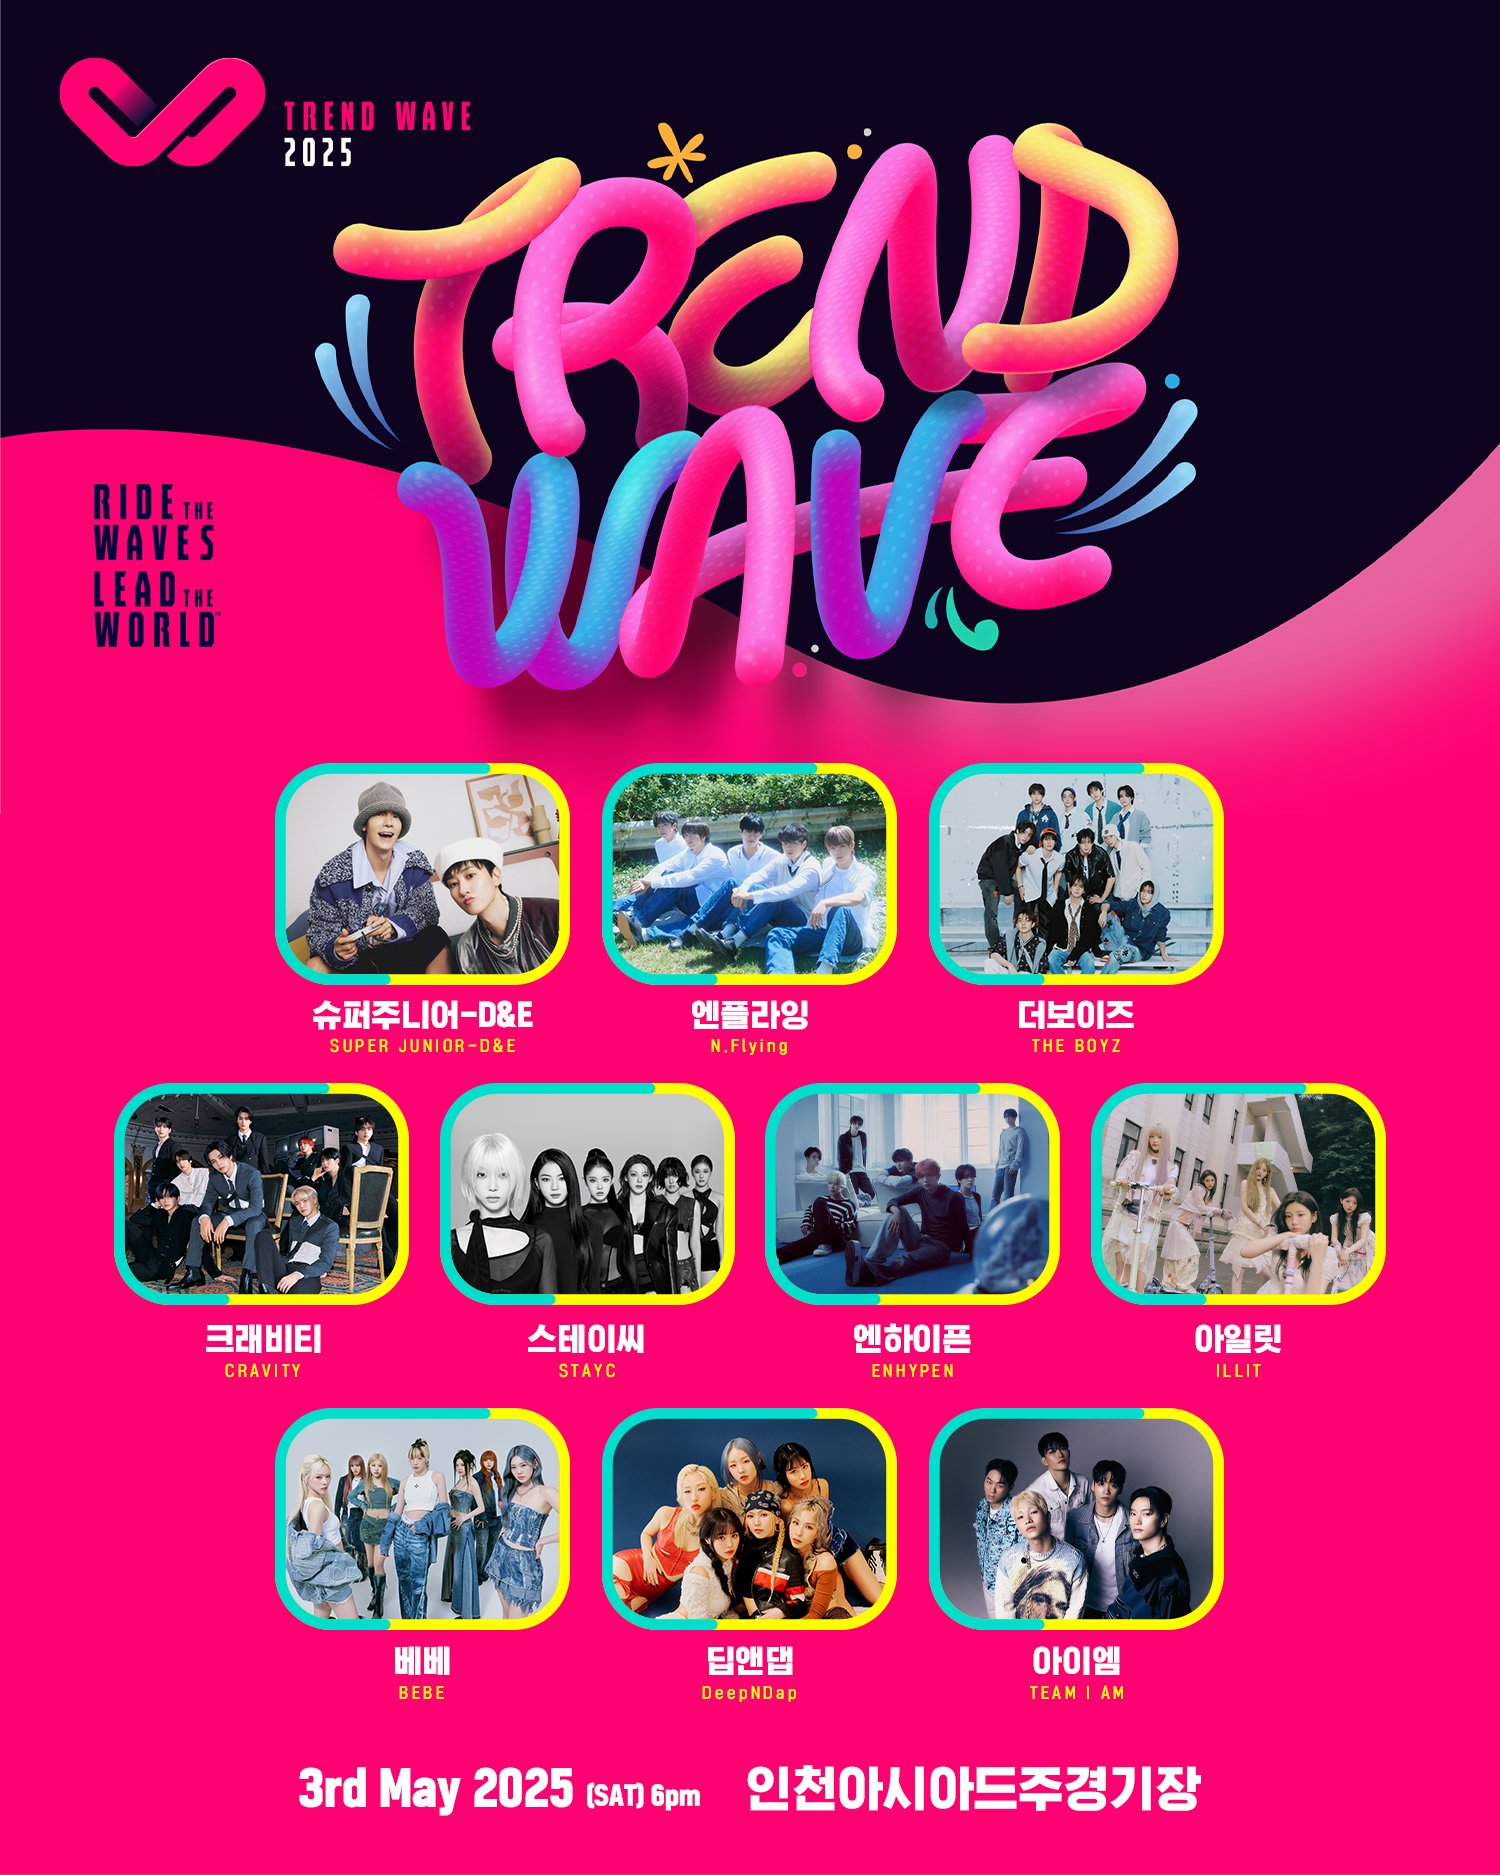 TREND WAVE
2025
TREND
WAVE
RIDE THE
WAVES
LEAD THE
WORLD™
슈퍼주니어-D&E
SUPER JUNIOR-D&E
엔플라잉
N.Flying
더보이즈
THE BOYZ
크래비티
CRAVITY
스테이씨
STAYC
엔하이픈
ENHYPEN
아일릿
ILLIT
베베
BEBE
딥앤댑
DeepNDap
아이엠
TEAM I AM
3rd May 2025 (SAT) 6pm 인천아시아드주경기장